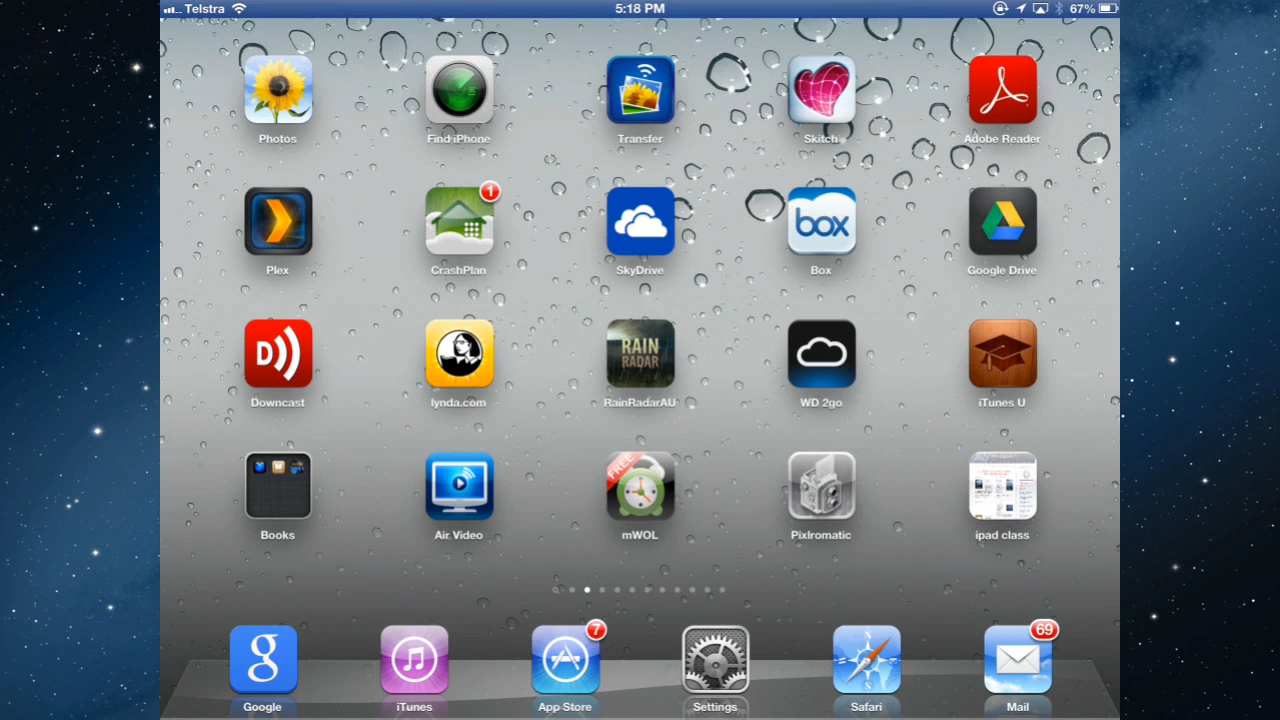 Telstra 5:18 PM 67%
Photos Find iPhone Transfer Skitch Adobe Reader
1
box
Plex CrashPlan SkyDrive Box Google Drive
D
RAIN
RADAR
Downcast lynda.com RainRadarAU WD 2go iTunes U
FREE
Books Air Video mWOL Pixlromatic ipad class
7 69
g
Google iTunes App Store Settings Safari Mail